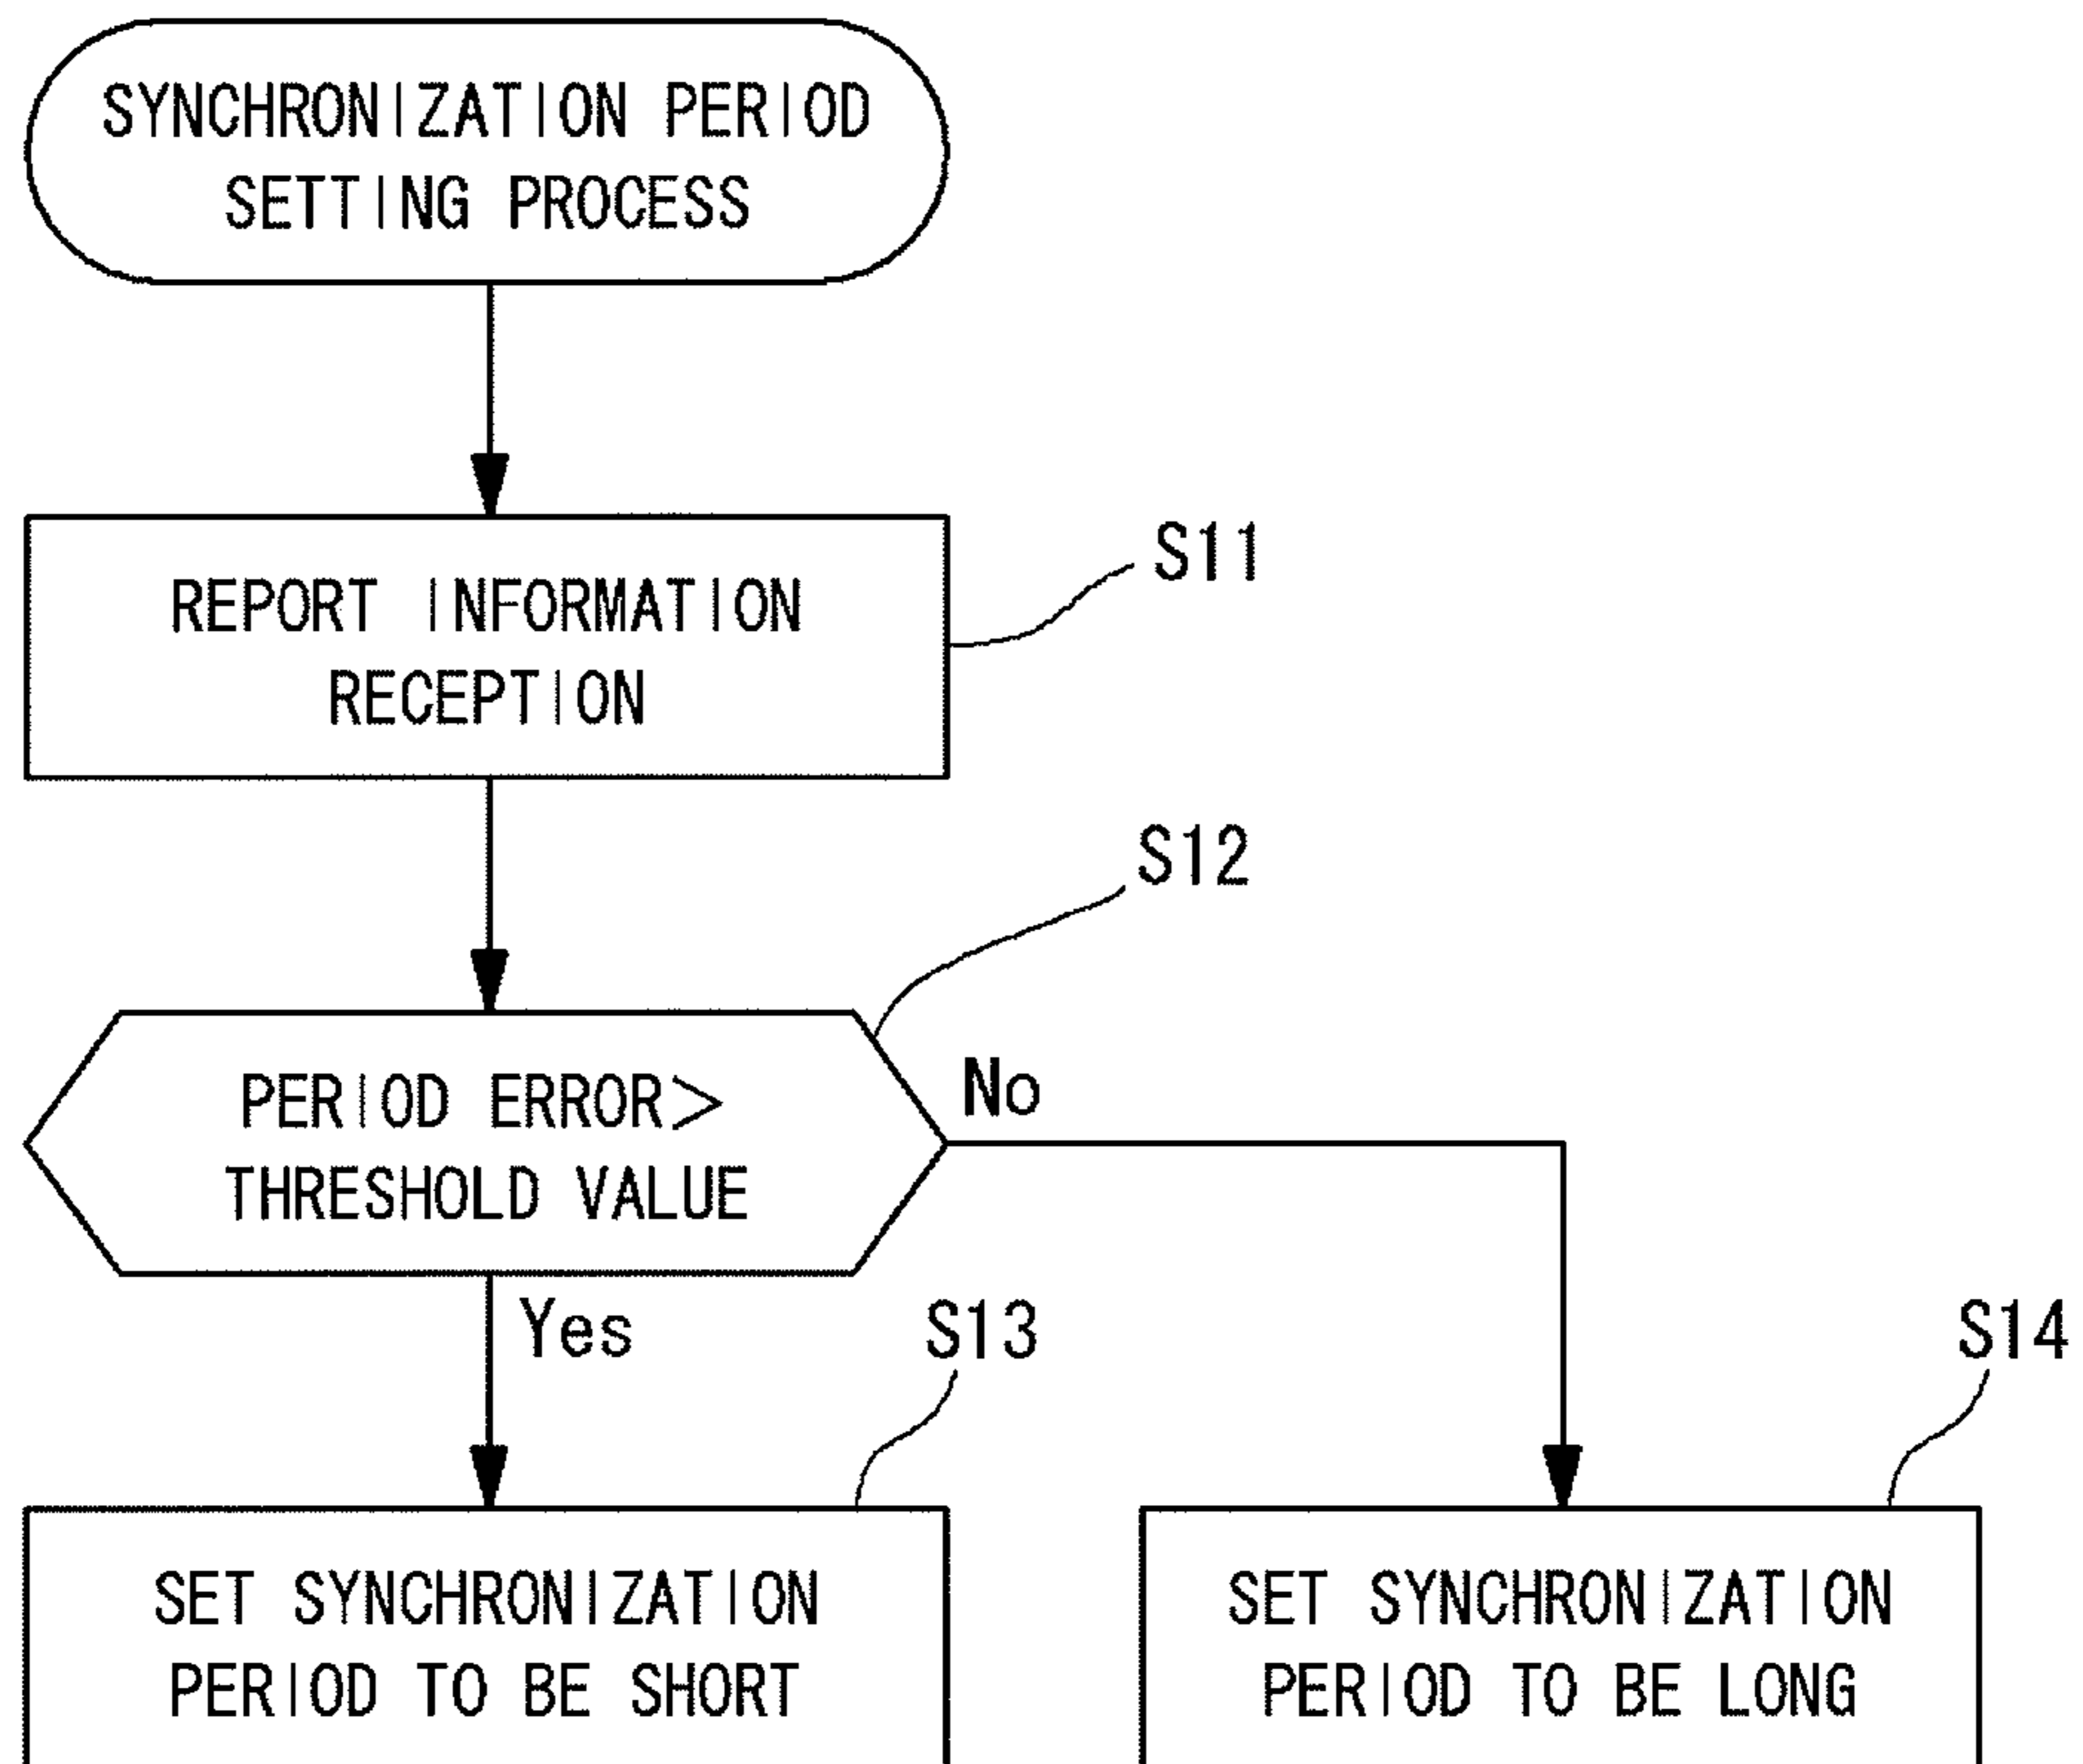 SYNCHRONIZATION PERIOD
SETTING PROCESS
REPORT INFORMATION
RECEPTION
S11
S12
PERIOD ERROR>
THRESHOLD VALUE
No
Yes
S13
S14
SET SYNCHRONIZATION
PERIOD TO BE SHORT
SET SYNCHRONIZATION
PERIOD TO BE LONG